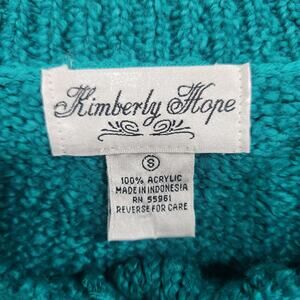 Kimberly Hope
S
100% ACRYLIC
MADE IN INDONESIA
RN 55961
REVERSE FOR CARE